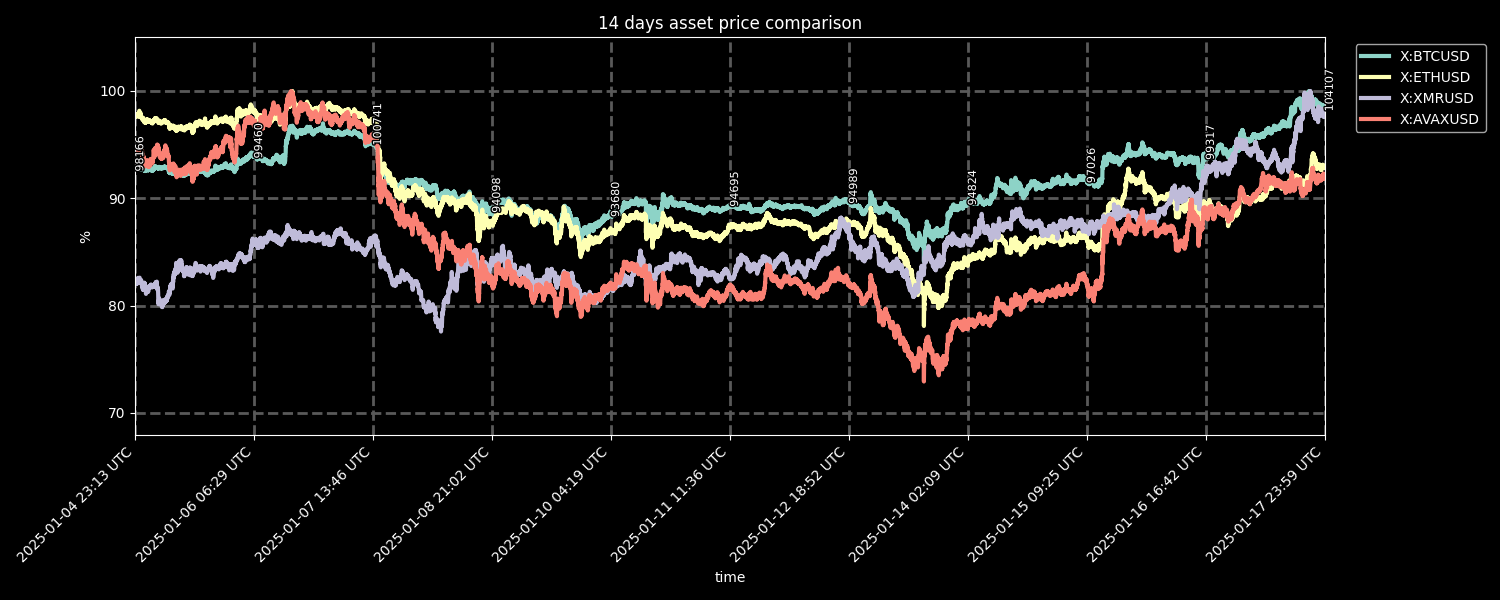 14 days asset price comparison
X:BTCUSD
X:ETHUSD
X:XMRUSD
X:AVAXUSD
%
100
90
80
70
98166
99460
100741
94098
93680
94695
94989
94824
97026
99317
104107
2025-01-04 23:13 UTC
2025-01-06 06:29 UTC
2025-01-07 13:46 UTC
2025-01-08 21:02 UTC
2025-01-10 04:19 UTC
2025-01-11 11:36 UTC
2025-01-12 18:52 UTC
2025-01-14 02:09 UTC
2025-01-15 09:25 UTC
2025-01-16 16:42 UTC
2025-01-17 23:59 UTC
time